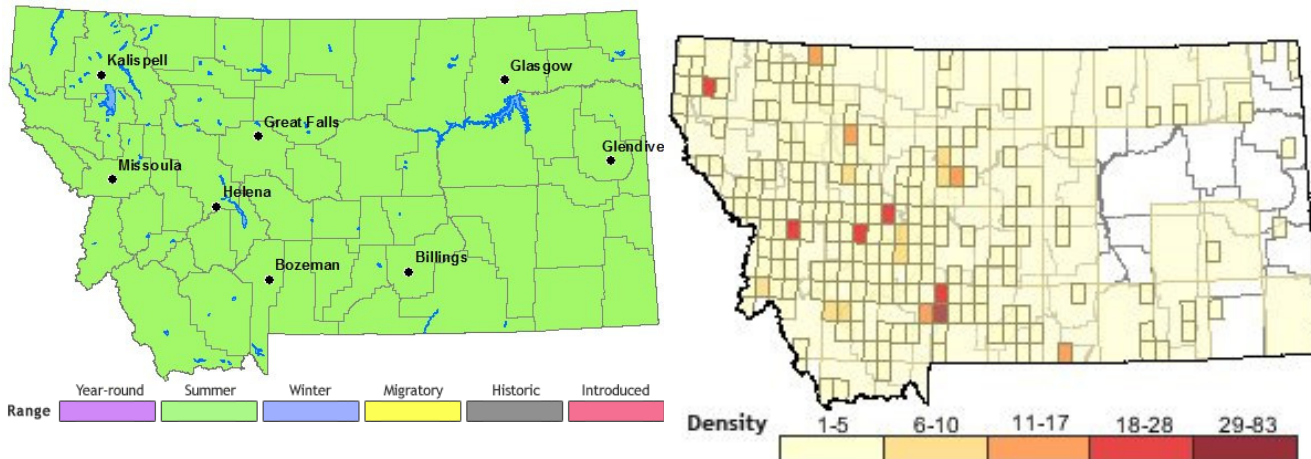 Kalispell
Glasgow
Great Falls
Glendive
Missoula
Helena
Bozeman
Billings
Range Year-round Summer Winter Migratory Historic Introduced
Density 1-5 6-10 11-17 18-28 29-83